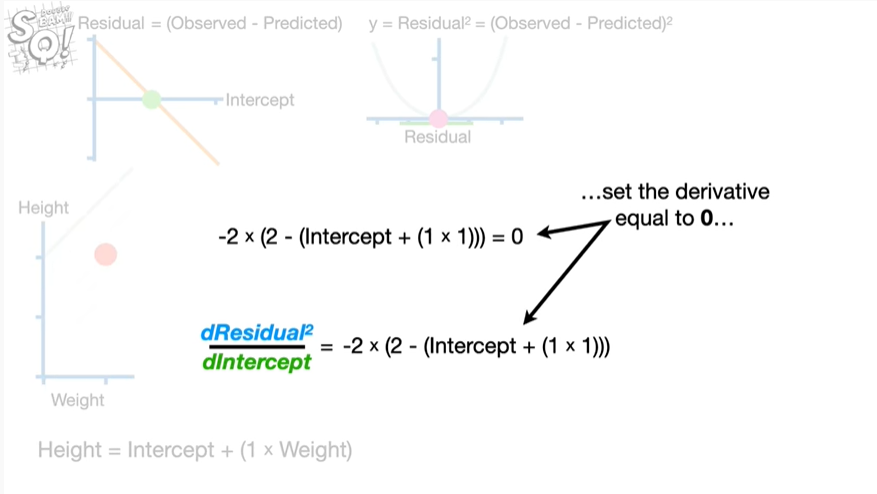 StatQuest!!!
Residual = (Observed - Predicted)
y = Residual² = (Observed - Predicted)²
Intercept
Residual
Height
...set the derivative
equal to 0...
-2 × (2 - (Intercept + (1 × 1))) = 0
dResidual²
dIntercept
= -2 × (2 - (Intercept + (1 × 1)))
Weight
Height = Intercept + (1 × Weight)